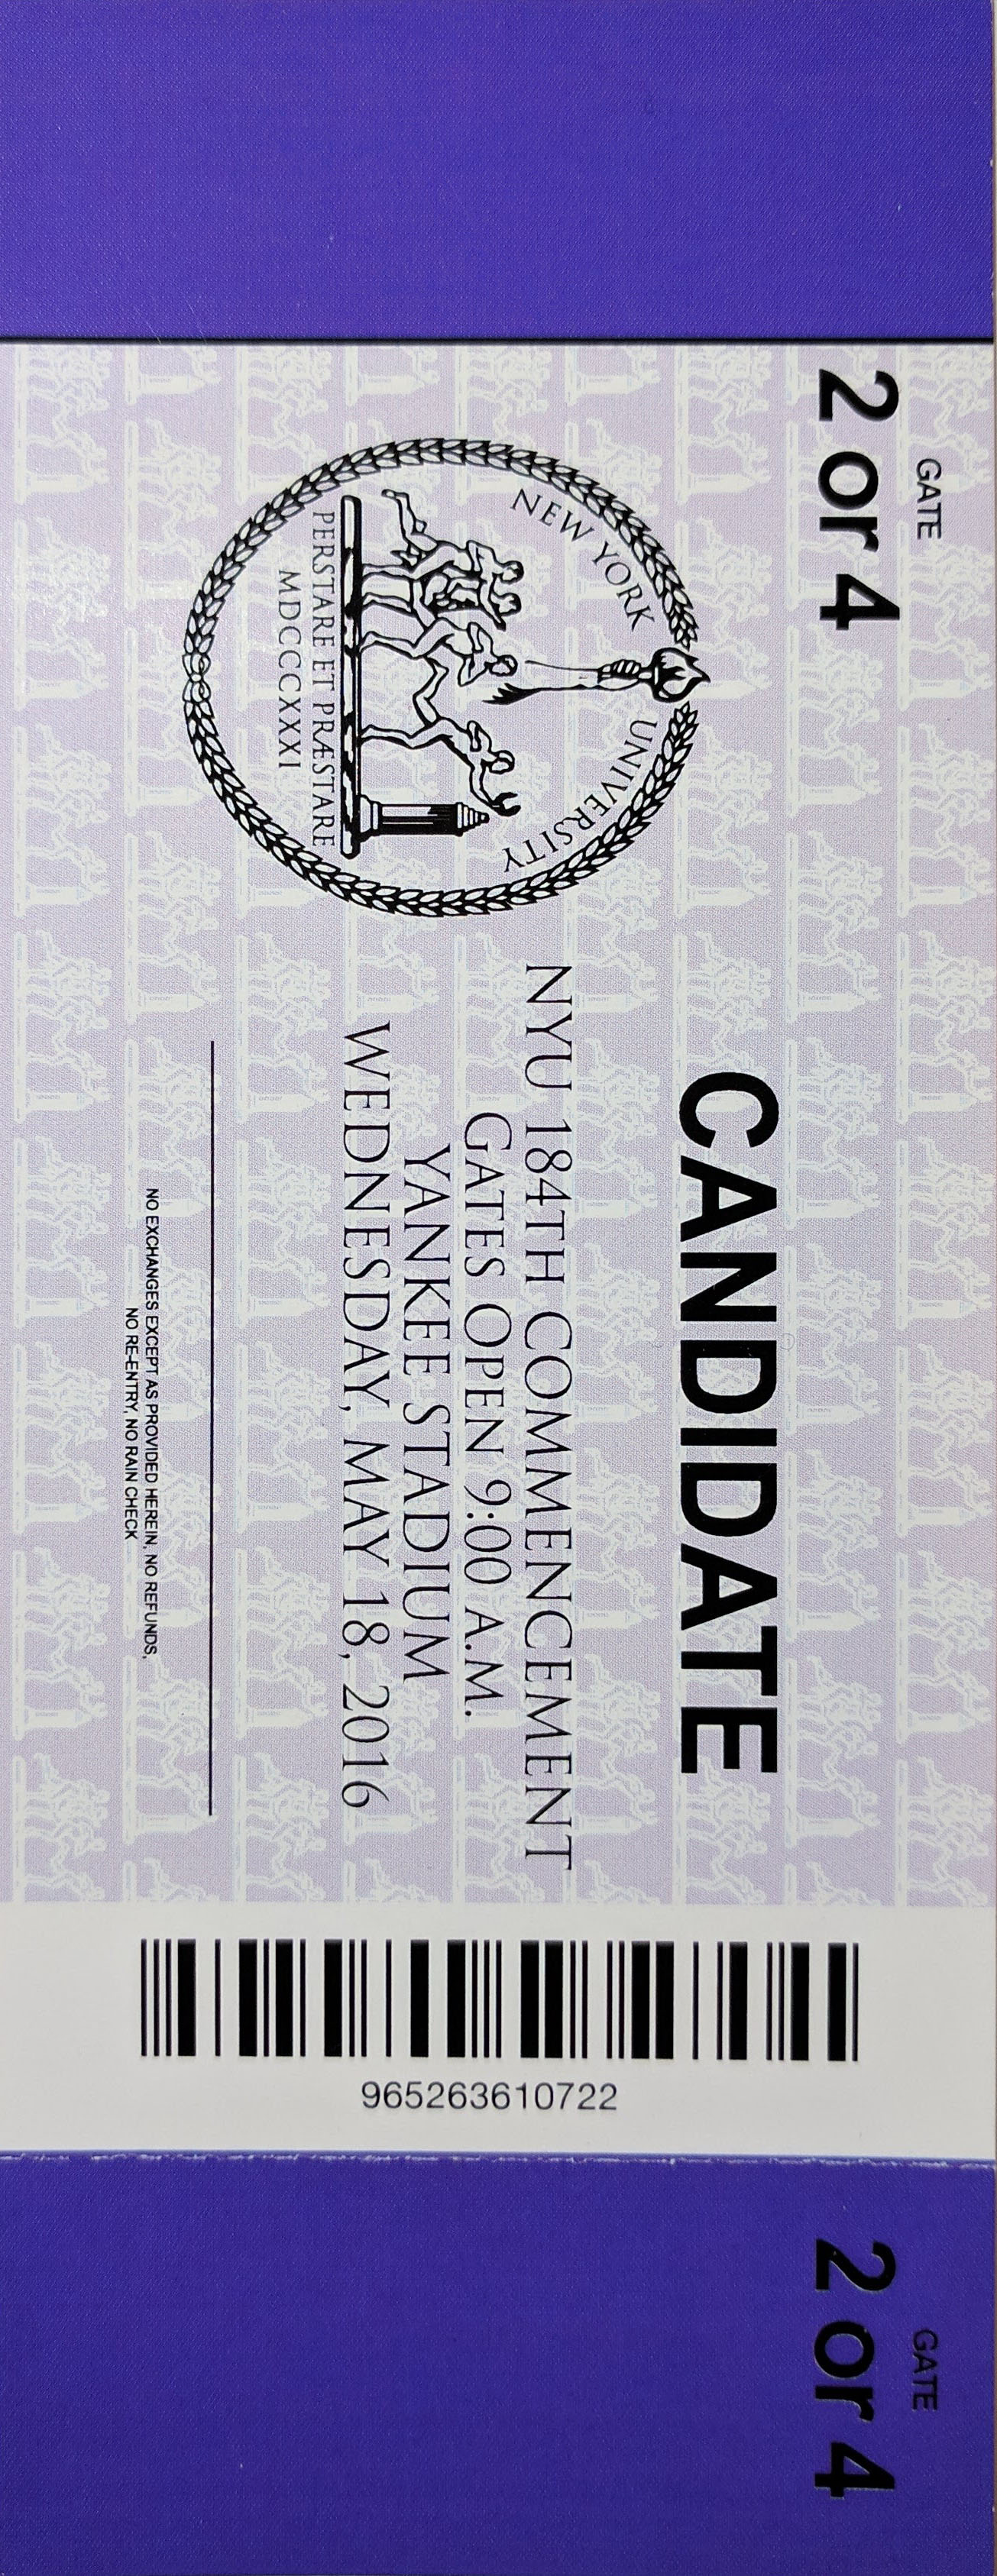 GATE
2 or 4
NEW YORK UNIVERSITY
PERSTARE ET PRÆSTARE
MDCCCXXXI
CANDIDATE
NYU 184TH COMMENCEMENT
GATES OPEN 9:00 A.M.
YANKEE STADIUM
WEDNESDAY, MAY 18, 2016
NO EXCHANGES EXCEPT AS PROVIDED HEREIN, NO REFUNDS,
NO RE-ENTRY, NO RAIN CHECK
965263610722
GATE
2 or 4